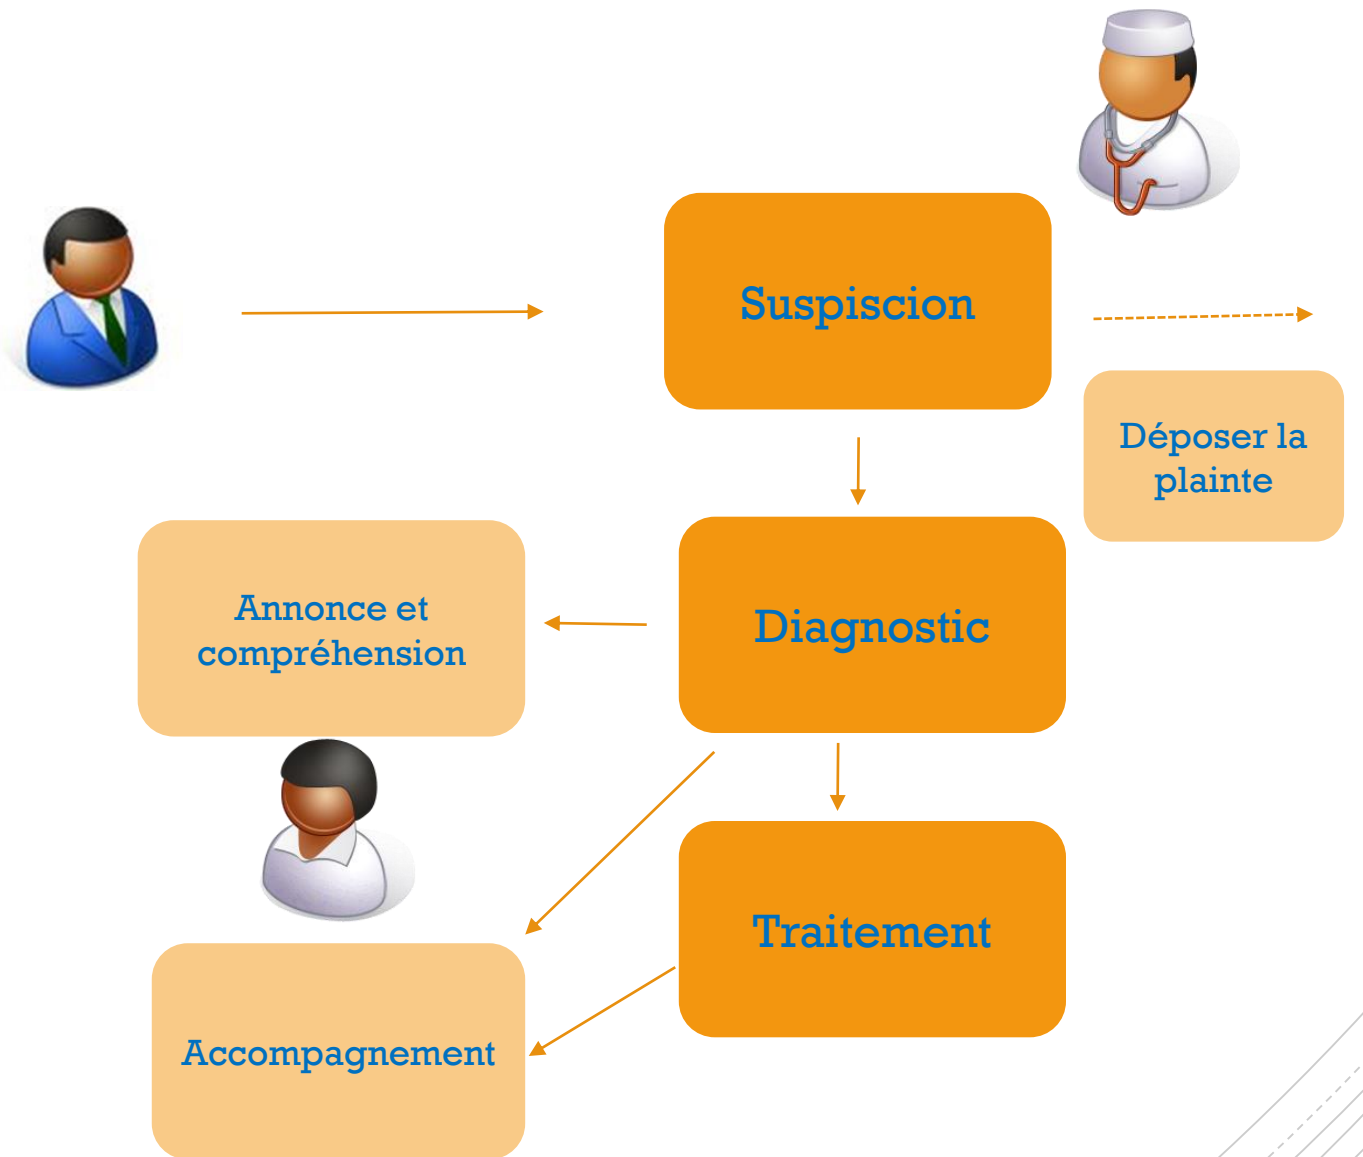 Suspiscion
Déposer la
plainte
Annonce et
compréhension
Diagnostic
Traitement
Accompagnement